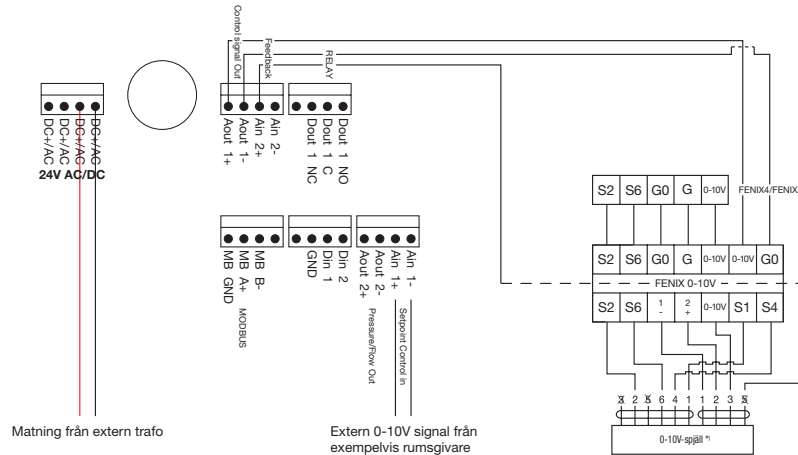 Control signal Out
Feedback
RELAY
DC+/AC
DC+/AC
DC+/AC
DC+/AC
24V AC/DC
Aout 1+
Aout 1-
Ain 2+
Ain 2-
Dout 1 NC
Dout 1 C
Dout 1 NO
S2 S6 G0 G 0-10V FENIX4/FENIX
MB GND
MB A+
MB B-
MODBUS
GND
Din 1
Din 2
Aout 2+
Aout 2-
Ain 1+
Ain 1-
Pressure/Flow Out
Setpoint Control in
S2 S6 G0 G 0-10V 0-10V G0
FENIX 0-10V
S2 S6 1 - 2 + 0-10V S1 S4
3 2 5 6 4 1 1 2 3 5
0-10V-spjäll *)
Matning från extern trafo
Extern 0-10V signal från
exempelvis rumsgivare